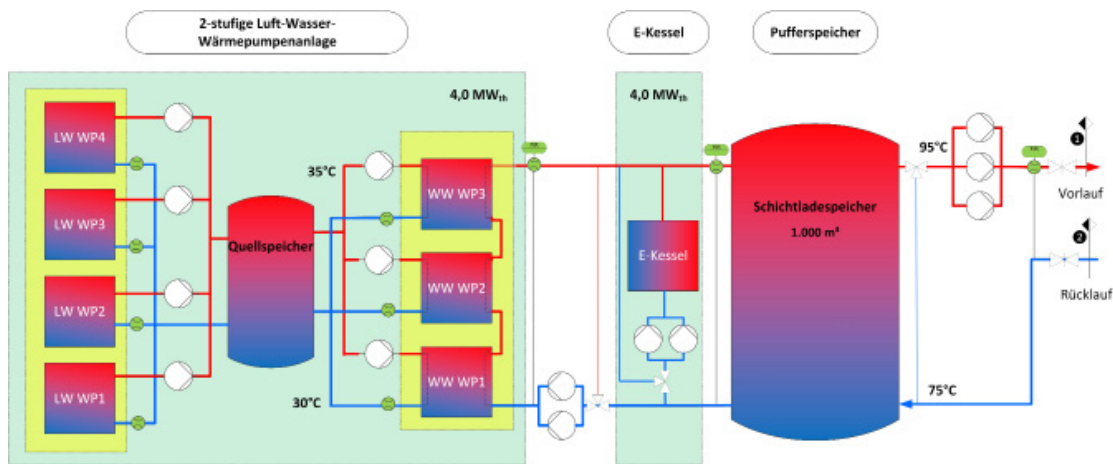 2-stufige Luft-Wasser-
Wärmepumpenanlage
E-Kessel
Pufferspeicher
4,0 MWth
4,0 MWth
LW WP4
LW WP3
LW WP2
LW WP1
Quellspeicher
35°C
30°C
WW WP3
WW WP2
WW WP1
E-Kessel
Schichtladespeicher
1.000 m³
95°C
75°C
1
Vorlauf
2
Rücklauf